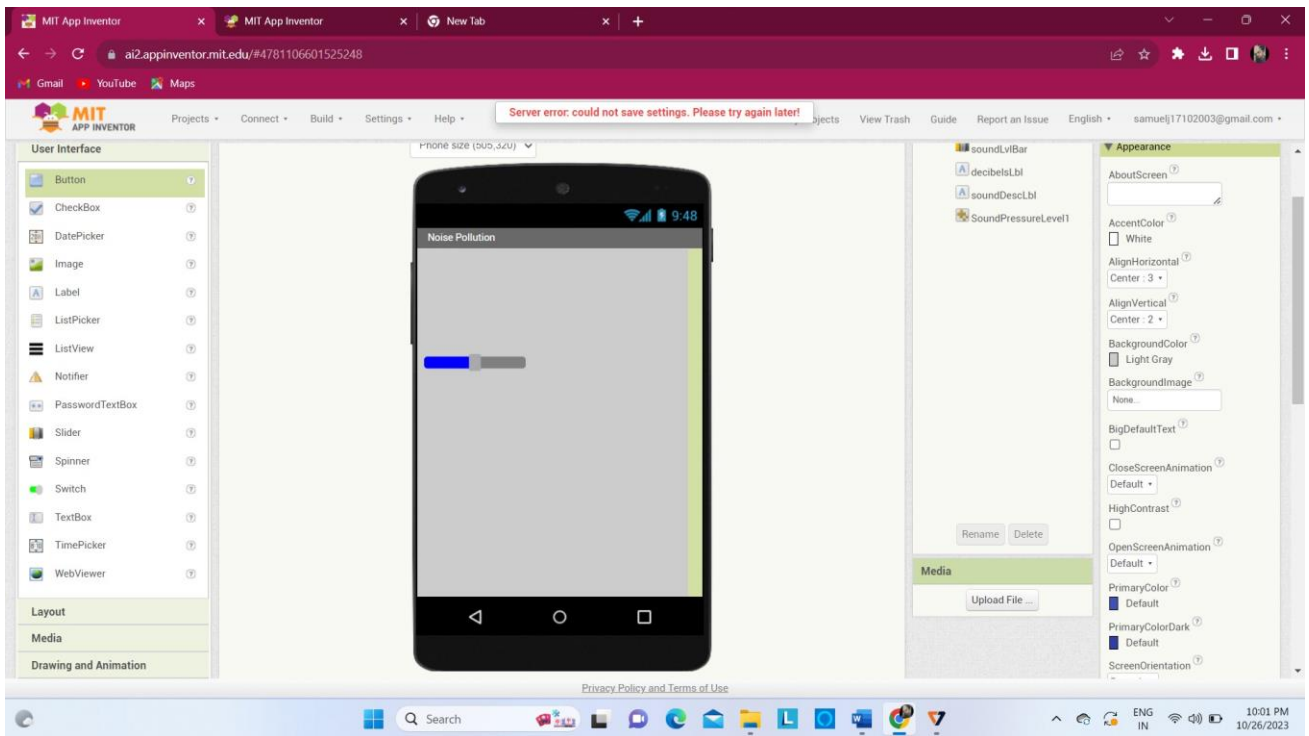 MIT App Inventor
MIT App Inventor
New Tab
ai2.appinventor.mit.edu/#4781106601525248
Gmail
YouTube
Maps
MIT
APP INVENTOR
Projects
Connect
Build
Settings
Help
Server error: could not save settings. Please try again later!
ojects
View Trash
Guide
Report an Issue
English
samuelj17102003@gmail.com
User Interface
Button
CheckBox
DatePicker
Image
Label
ListPicker
ListView
Notifier
PasswordTextBox
Slider
Spinner
Switch
TextBox
TimePicker
WebViewer
Layout
Media
Drawing and Animation
Phone size (505,320)
9:48
Noise Pollution
soundLvlBar
decibelsLbl
soundDescLbl
SoundPressureLevel1
Rename Delete
Media
Upload File ...
Appearance
AboutScreen
AccentColor
White
AlignHorizontal
Center : 3
AlignVertical
Center : 2
BackgroundColor
Light Gray
BackgroundImage
None...
BigDefaultText
CloseScreenAnimation
Default
HighContrast
OpenScreenAnimation
Default
PrimaryColor
Default
PrimaryColorDark
Default
ScreenOrientation
Privacy Policy and Terms of Use
Search
ENG
IN
10:01 PM
10/26/2023